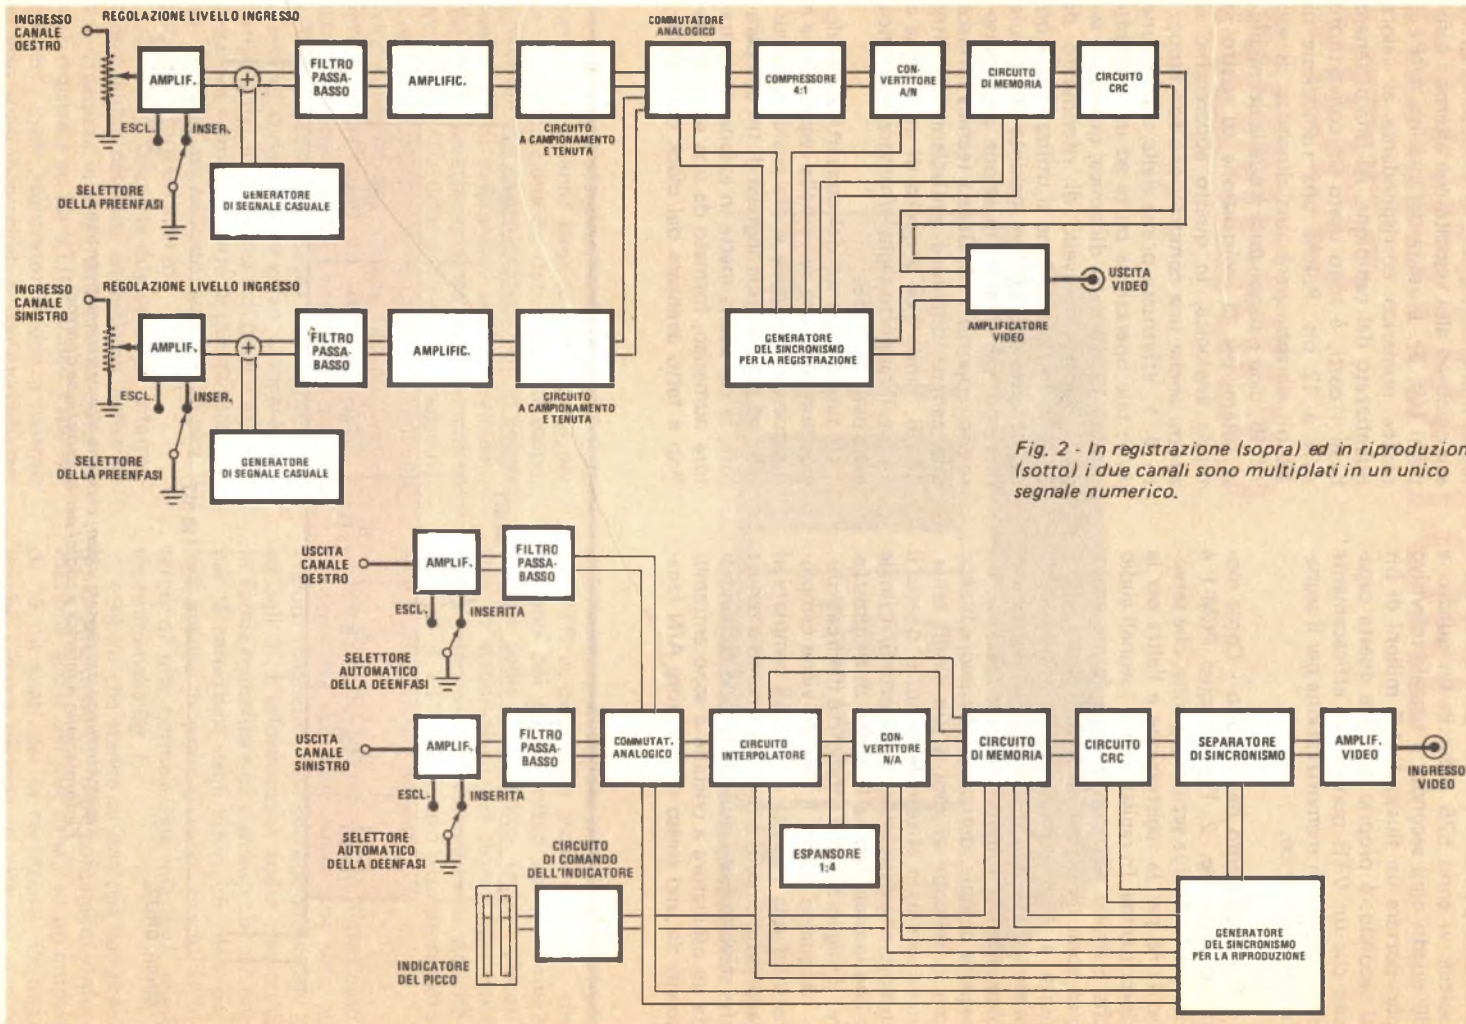 INGRESSO
CANALE
DESTRO
REGOLAZIONE LIVELLO INGRESSO
AMPLIF.
ESCL.
INSER.
SELETTORE
DELLA PREENFASI
GENERATORE
DI SEGNALE CASUALE
FILTRO
PASSA-
BASSO
AMPLIFIC.
CIRCUITO
A CAMPIONAMENTO
E TENUTA
COMMUTATORE
ANALOGICO
COMPRESSORE
4:1
CON-
VERTITORE
A/N
CIRCUITO
DI MEMORIA
CIRCUITO
CRC
INGRESSO
CANALE
SINISTRO
REGOLAZIONE LIVELLO INGRESSO
AMPLIF.
ESCL.
INSER.
SELETTORE
DELLA PREENFASI
GENERATORE
DI SEGNALE CASUALE
FILTRO
PASSA-
BASSO
AMPLIFIC.
CIRCUITO
A CAMPIONAMENTO
E TENUTA
GENERATORE
DEL SINCRONISMO
PER LA REGISTRAZIONE
AMPLIFICATORE
VIDEO
USCITA
VIDEO
Fig. 2 - In registrazione (sopra) ed in riproduzion
(sotto) i due canali sono multiplati in un unico
segnale numerico.
USCITA
CANALE
DESTRO
AMPLIF.
FILTRO
PASSA-
BASSO
ESCL.
INSERITA
SELETTORE
AUTOMATICO
DELLA DEENFASI
USCITA
CANALE
SINISTRO
AMPLIF.
FILTRO
PASSA-
BASSO
COMMUTAT.
ANALOGICO
CIRCUITO
INTERPOLATORE
CON-
VERTITORE
N/A
CIRCUITO
DI MEMORIA
CIRCUITO
CRC
SEPARATORE
DI SINCRONISMO
AMPLIF.
VIDEO
INGRESSO
VIDEO
ESCL.
INSERITA
SELETTORE
AUTOMATICO
DELLA DEENFASI
ESPANSORE
1:4
CIRCUITO
DI COMANDO
DELL'INDICATORE
INDICATORE
DEL PICCO
GENERATORE
DEL SINCRONISMO
PER LA RIPRODUZIONE